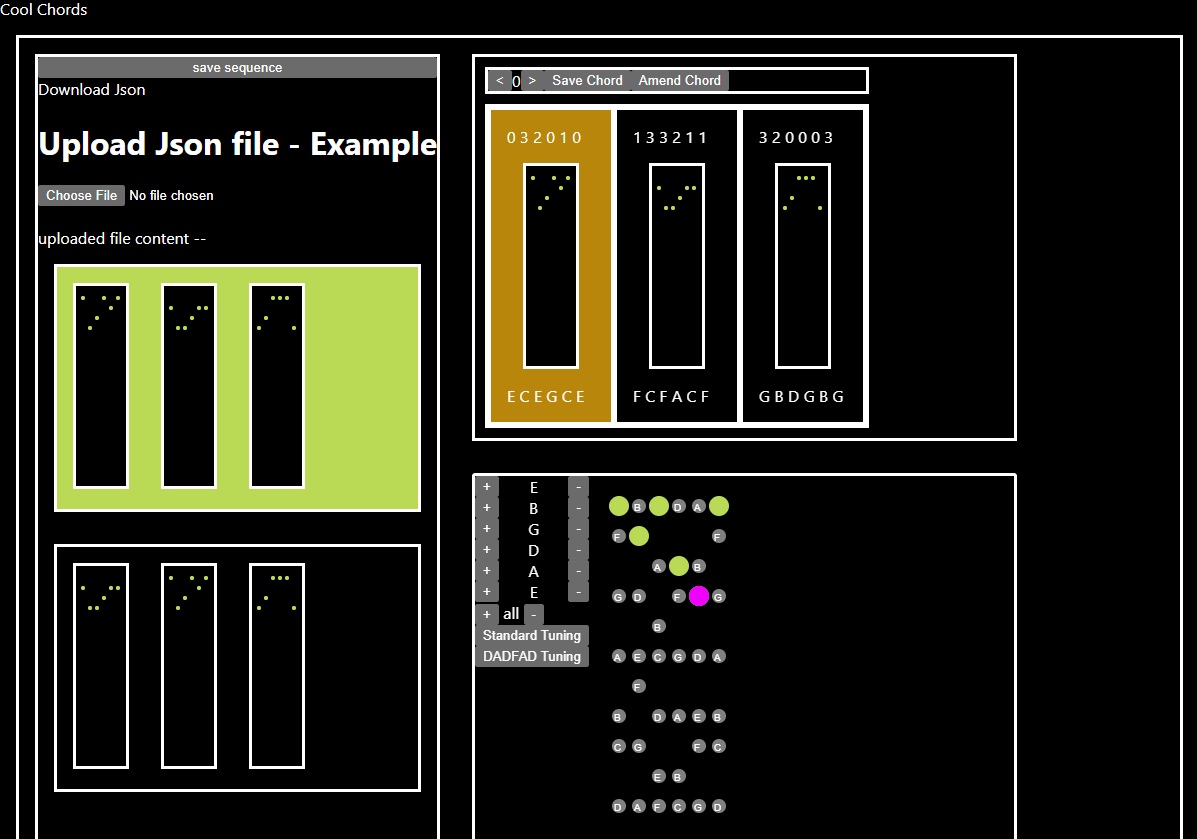 Cool Chords
save sequence
Download Json
Upload Json file - Example
Choose File No file chosen
uploaded file content --
< 0 > Save Chord Amend Chord
0 3 2 0 1 0
1 3 3 2 1 1
3 2 0 0 0 3
E C E G C E
F C F A C F
G B D G B G
+ E -
+ B -
+ G -
+ D -
+ A -
+ E -
+ all -
Standard Tuning
DADFAD Tuning
B D A
F F
A B
G D F G
B
A E C G D A
F
B D A E B
C G F C
E B
D A F C G D